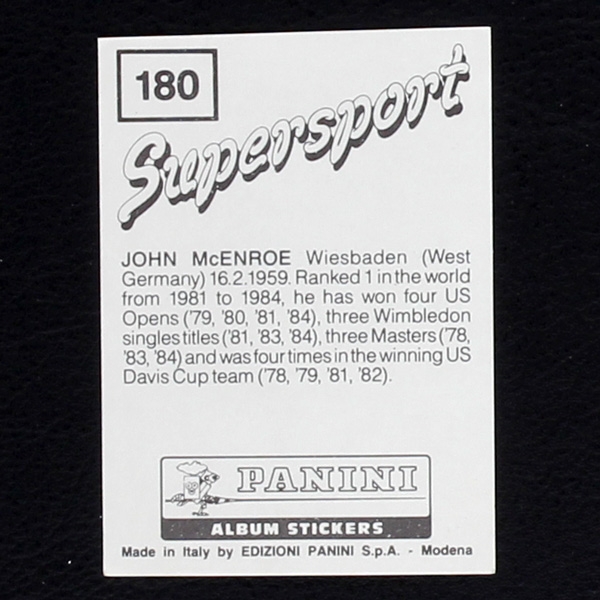 180
Supersport
JOHN McENROE Wiesbaden (West
Germany) 16.2.1959. Ranked 1 in the world
from 1981 to 1984, he has won four US
Opens ('79, '80, '81, '84), three Wimbledon
singles titles ('81, '83, '84), three Masters ('78,
'83, '84) and was four times in the winning US
Davis Cup team ('78, '79, '81, '82).
PANINI
ALBUM STICKERS
Made in Italy by EDIZIONI PANINI S.p.A. - Modena